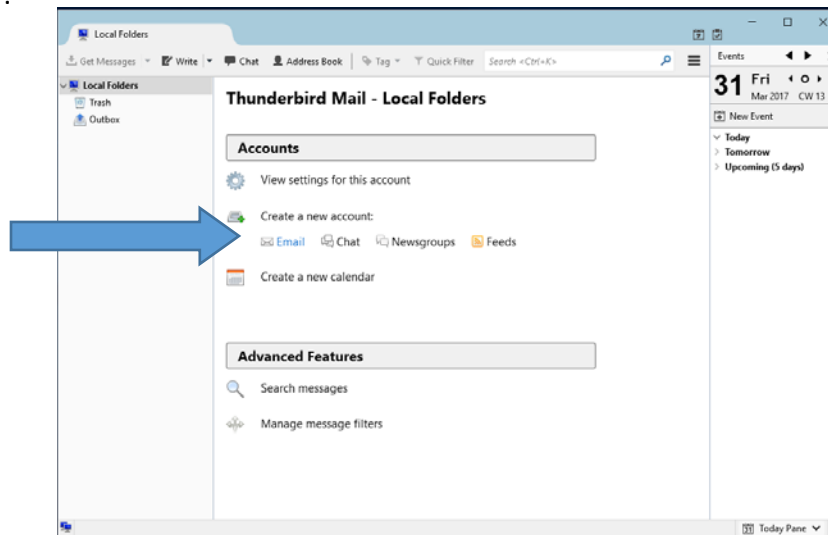 Local Folders
Get Messages Write Chat Address Book Tag Quick Filter Search <Ctrl+K>
Events
Local Folders
Trash
Outbox
Thunderbird Mail - Local Folders
Accounts
View settings for this account
Create a new account:
Email Chat Newsgroups Feeds
Create a new calendar
Advanced Features
Search messages
Manage message filters
31 Fri
Mar 2017 CW 13
New Event
Today
Tomorrow
Upcoming (5 days)
Today Pane